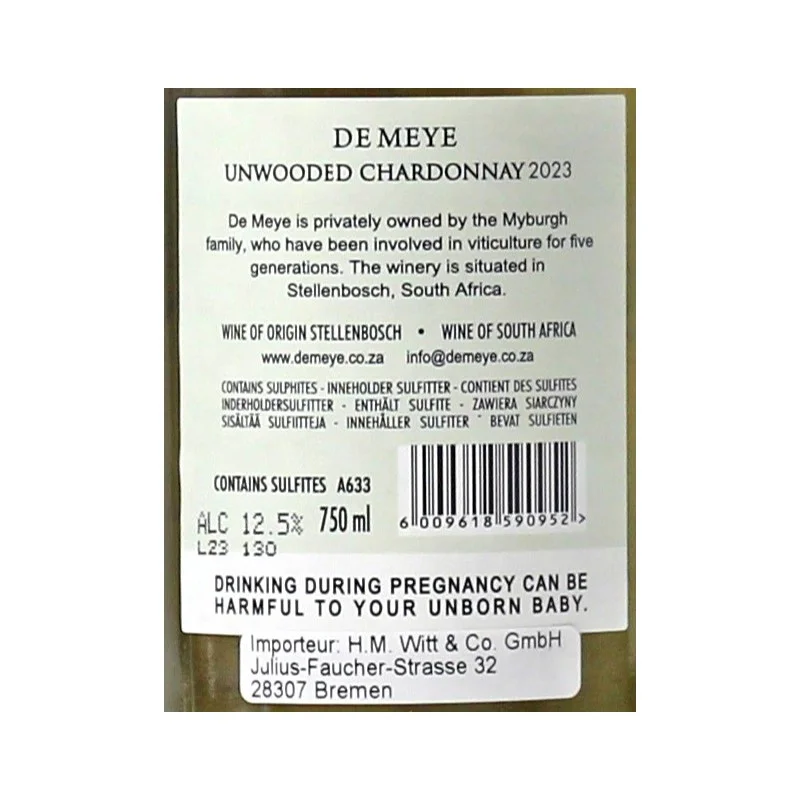 DE MEYE
UNWOODED CHARDONNAY 2023
De Meye is privately owned by the Myburgh
family, who have been involved in viticulture for five
generations. The winery is situated in
Stellenbosch, South Africa.
WINE OF ORIGIN STELLENBOSCH • WINE OF SOUTH AFRICA
www.demeye.co.za info@demeye.co.za
CONTAINS SULPHITES - INNEHOLDER SULFITTER - CONTIENT DES SULFITES
INDERHOLDERSULFITTER - ENTHÄLT SULFITE - ZAWIERA SIARCZYNY
SISÄLTÄÄ SULFIITTEJA - INNEHÅLLER SULFITER - BEVAT SULFIETEN
CONTAINS SULFITES A633
ALC 12.5% 750 ml
L23 130
6 009618 590952 >
DRINKING DURING PREGNANCY CAN BE
HARMFUL TO YOUR UNBORN BABY.
Importeur: H.M. Witt & Co. GmbH
Julius-Faucher-Strasse 32
28307 Bremen